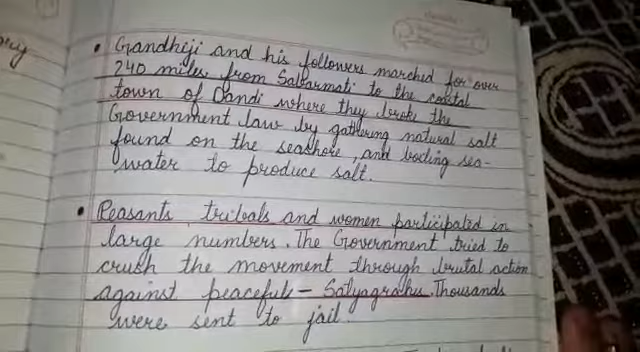 • Gandhiji and his followers marched for over
240 miles from Sabarmati to the costal
town of Dandi where they broke the
Government law by gathering natural salt
found on the seashore, and boiling sea-
water to produce salt.
• Peasants, tribals and women participated in
large numbers. The Government tried to
crush the movement through brutal action
against peaceful - Satyagrahis. Thousands
were sent to jail.